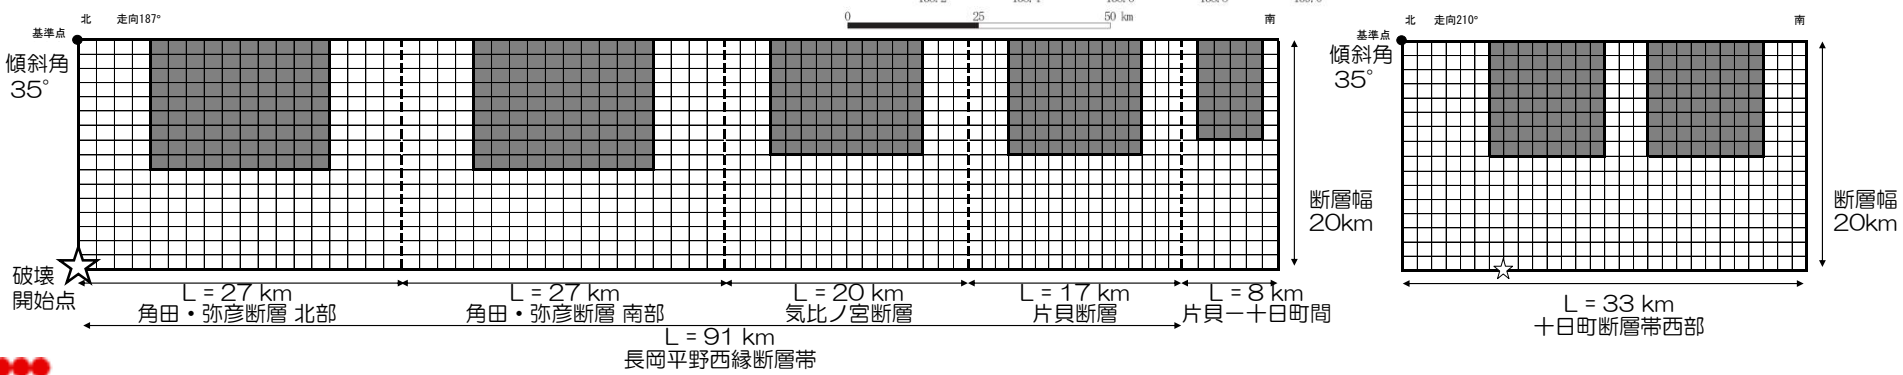 0 25 50 km
北 走向187° 南
基準点
傾斜角
35°
断層幅
20km
破壊
開始点
L = 27 km
角田・弥彦断層 北部
L = 27 km
角田・弥彦断層 南部
L = 20 km
気比ノ宮断層
L = 17 km
片貝断層
L = 8 km
片貝ー十日町間
L = 91 km
長岡平野西縁断層帯
北 走向210° 南
基準点
傾斜角
35°
断層幅
20km
L = 33 km
十日町断層帯西部